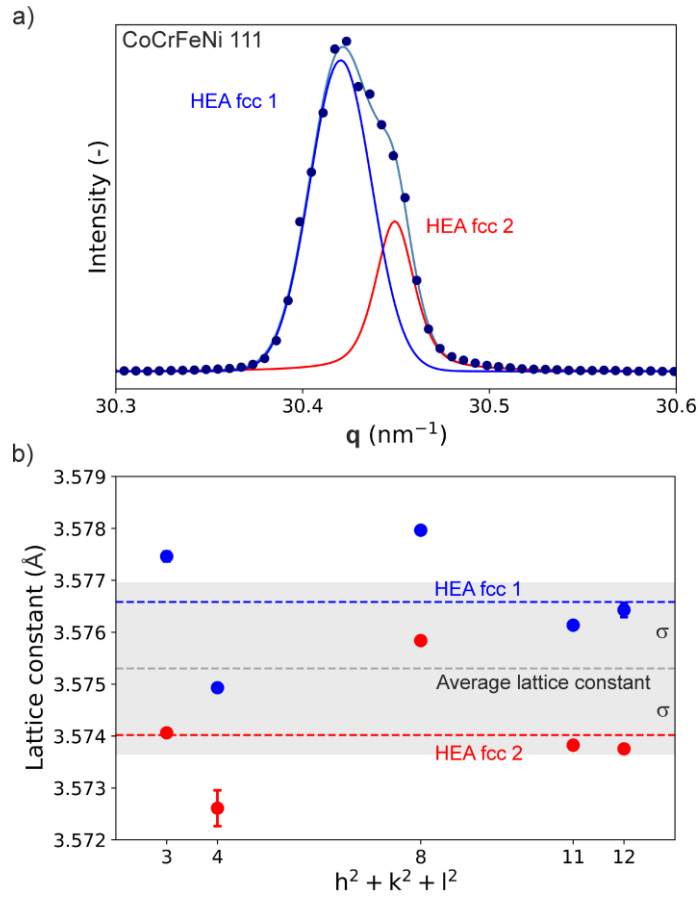 a)
CoCrFeNi 111
HEA fcc 1
HEA fcc 2
Intensity (-)
30.3
30.4
30.5
30.6
q (nm⁻¹)
b)
3.579
3.578
3.577
3.576
3.575
3.574
3.573
3.572
Lattice constant (Å)
HEA fcc 1
σ
Average lattice constant
σ
HEA fcc 2
3
4
8
11
12
h² + k² + l²